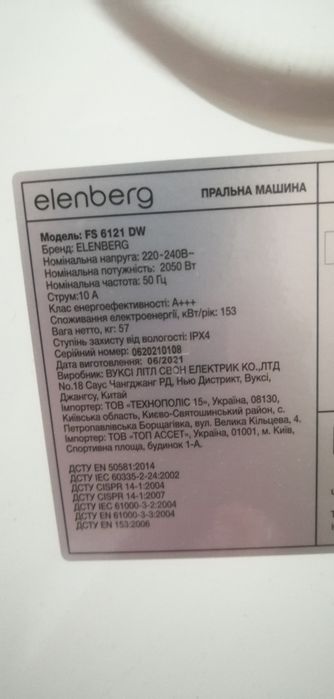 elenberg
ПРАЛЬНА МАШИНА
Модель: FS 6121 DW
Бренд: ELENBERG
Номінальна напруга: 220-240В~
Номінальна потужність: 2050 Вт
Номінальна частота: 50 Гц
Струм:10 А
Клас енергоефективності: А+++
Споживання електроенергії, кВт/рік: 153
Вага нетто, кг: 57
Ступінь захисту від вологості: IPX4
Серійний номер: 0620210108
Дата виготовлення: 06/2021
Виробник: ВУКСІ ЛІТЛ СВОН ЕЛЕКТРИК КО.,ЛТД
No.18 Саус Чангджанг РД, Нью Дистрикт, Вуксі,
Джангсу, Китай
Імпортер: ТОВ "ТЕХНОПОЛІС 15", Україна, 08130,
Київська область, Києво-Святошинський район, с.
Петропавлівська Борщагівка, вул. Велика Кільцева, 4.
Імпортер: ТОВ «ТОП АССЕТ», Україна, 01001, м. Київ,
Спортивна площа, будинок 1-А.
ДСТУ EN 50581:2014
ДСТУ IEC 60335-2-24:2002
ДСТУ CISPR 14-1:2004
ДСТУ CISPR 14-1:2007
ДСТУ IEC 61000-3-2:2004
ДСТУ EN 61000-3-3:2004
ДСТУ EN 153:2006